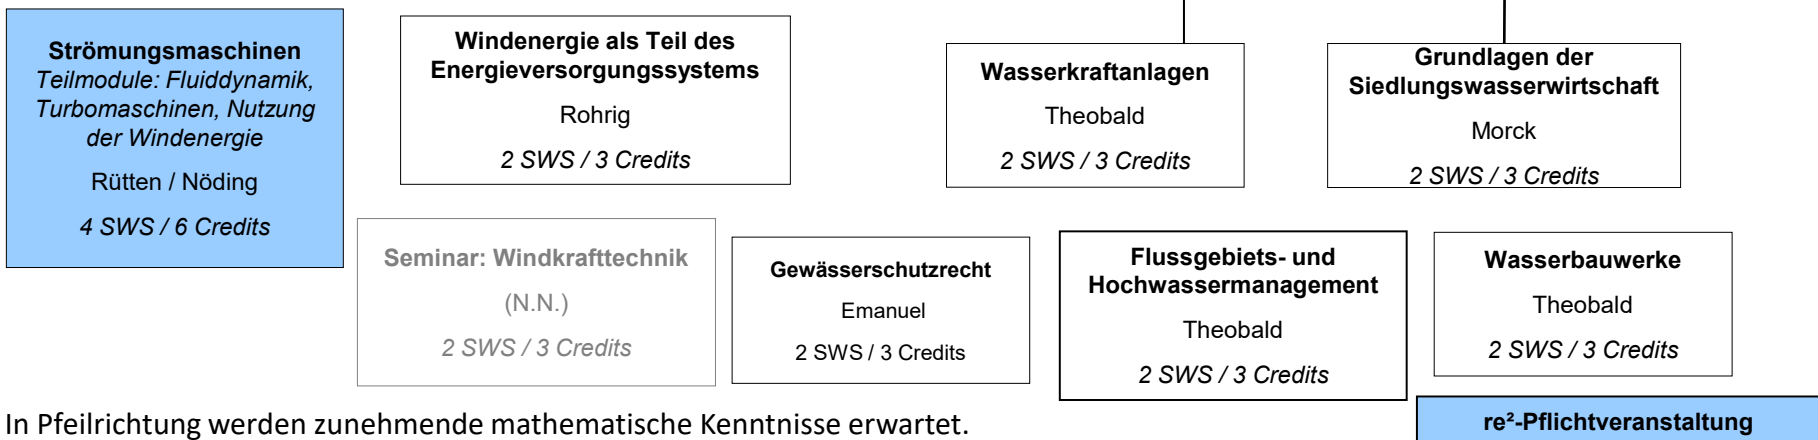 Strömungsmaschinen
Teilmodule: Fluiddynamik,
Turbomaschinen, Nutzung
der Windenergie
Rütten / Nöding
4 SWS / 6 Credits
Windenergie als Teil des
Energieversorgungssystems
Rohrig
2 SWS / 3 Credits
Wasserkraftanlagen
Theobald
2 SWS / 3 Credits
Grundlagen der
Siedlungswasserwirtschaft
Morck
2 SWS / 3 Credits
Seminar: Windkrafttechnik
(N.N.)
2 SWS / 3 Credits
Gewässerschutzrecht
Emanuel
2 SWS / 3 Credits
Flussgebiets- und
Hochwassermanagement
Theobald
2 SWS / 3 Credits
Wasserbauwerke
Theobald
2 SWS / 3 Credits
In Pfeilrichtung werden zunehmende mathematische Kenntnisse erwartet.
re²-Pflichtveranstaltung